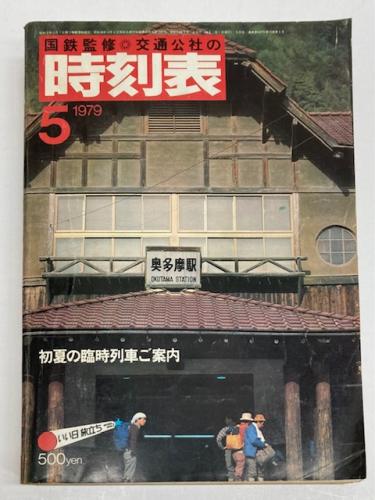 国鉄監修 交通公社の
時刻表
5 1979
奥多摩駅
OKUTAMA STATION
初夏の臨時列車ご案内
いい日旅立ち
500yen